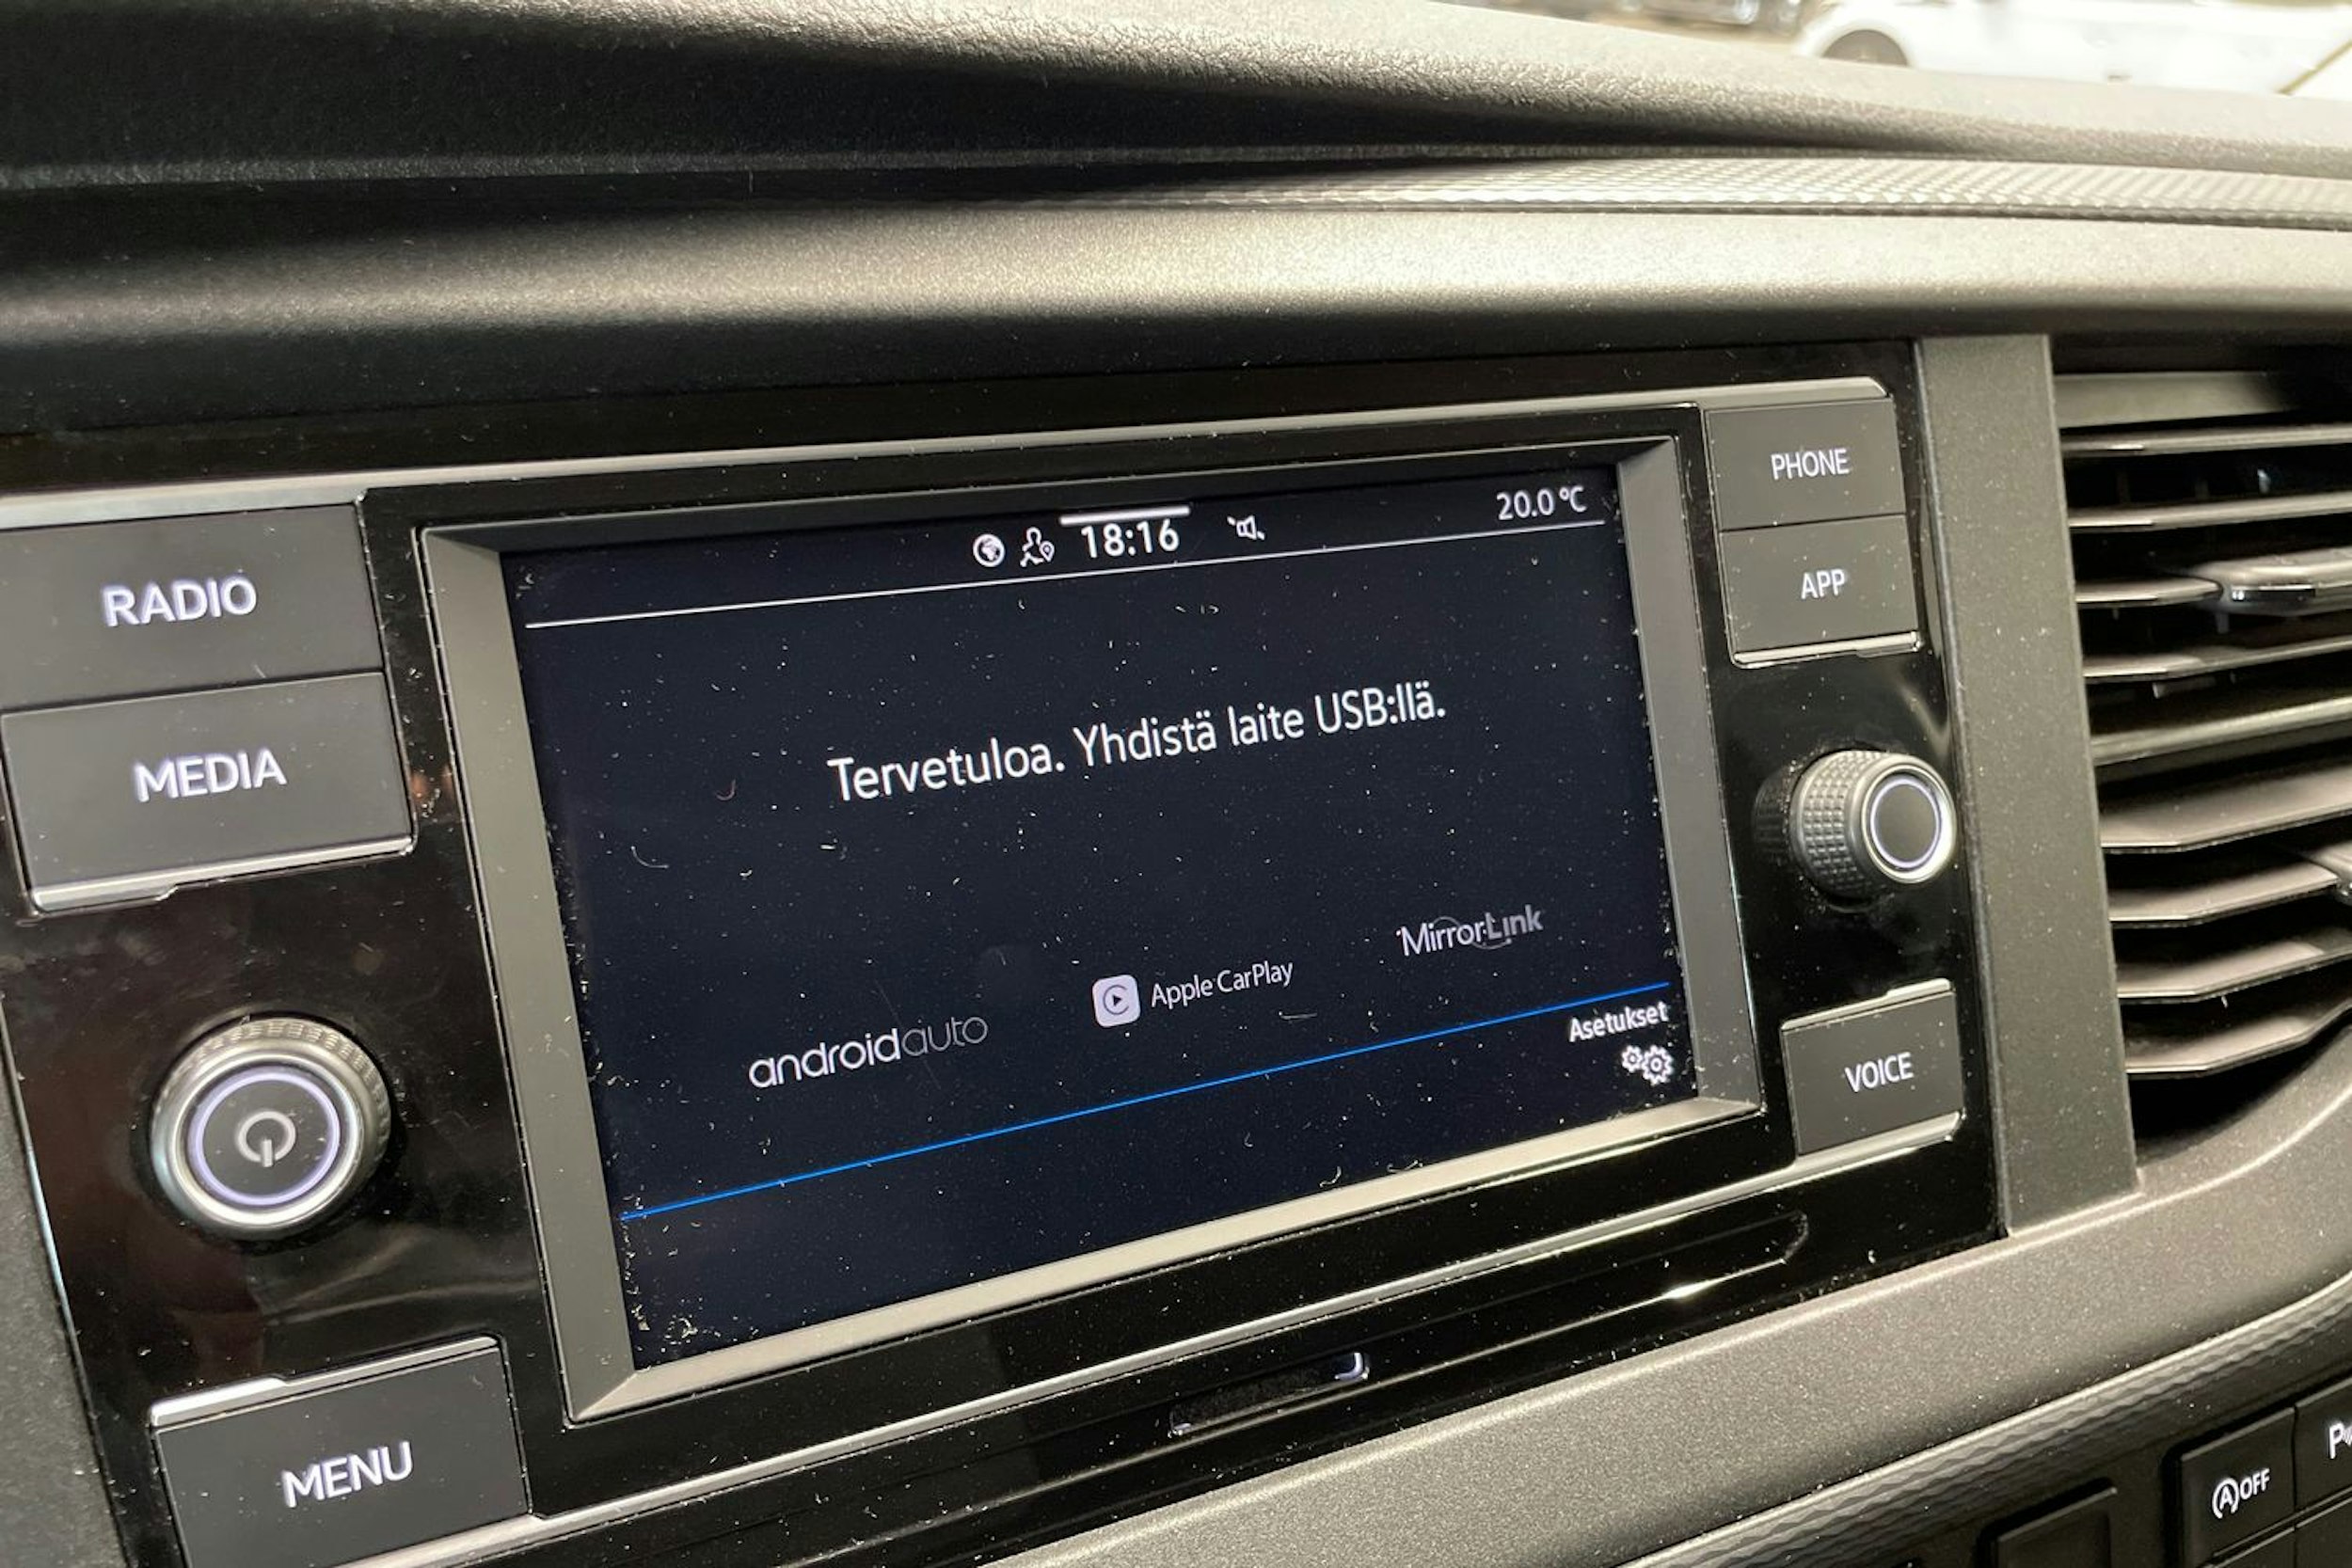 RADIO
MEDIA
MENU
18:16
20.0 °C
Tervetuloa. Yhdistä laite USB:llä.
androidauto
Apple CarPlay
MirrorLink
Asetukset
PHONE
APP
VOICE
A OFF
P